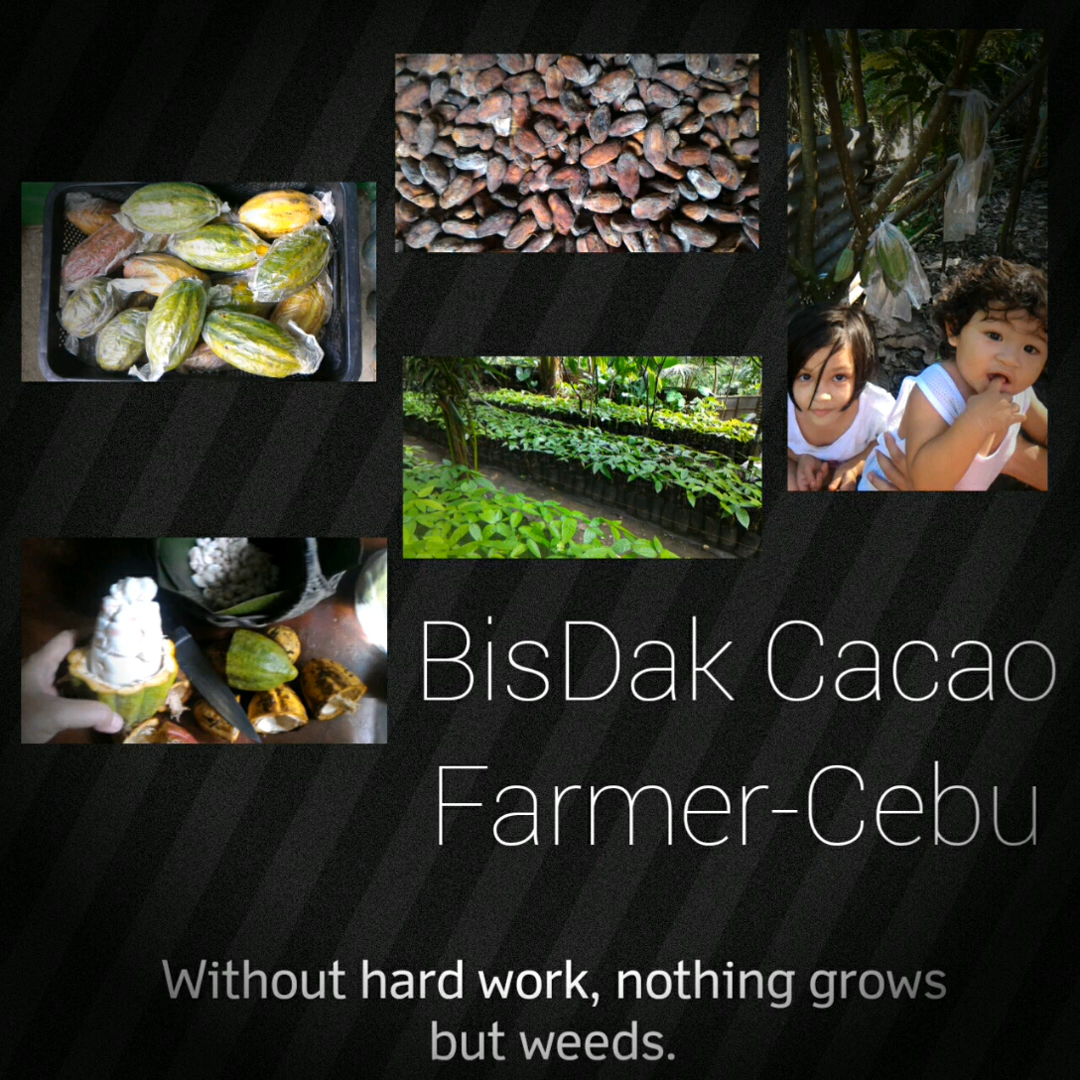 BisDak Cacao
Farmer-Cebu
Without hard work, nothing grows
but weeds.